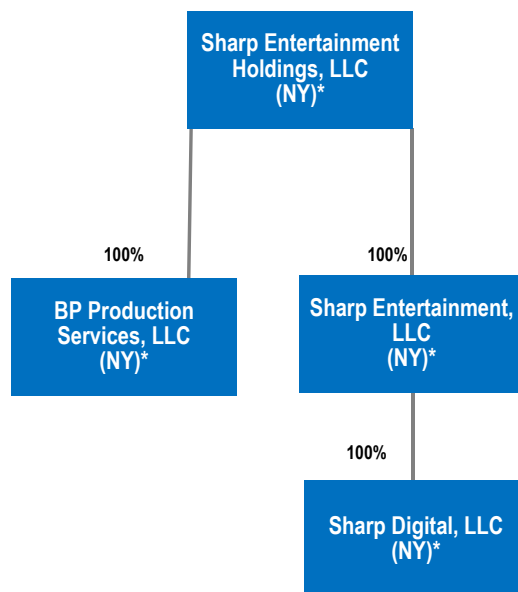 Sharp Entertainment
Holdings, LLC
(NY)*
100%
100%
BP Production
Services, LLC
(NY)*
Sharp Entertainment,
LLC
(NY)*
100%
Sharp Digital, LLC
(NY)*